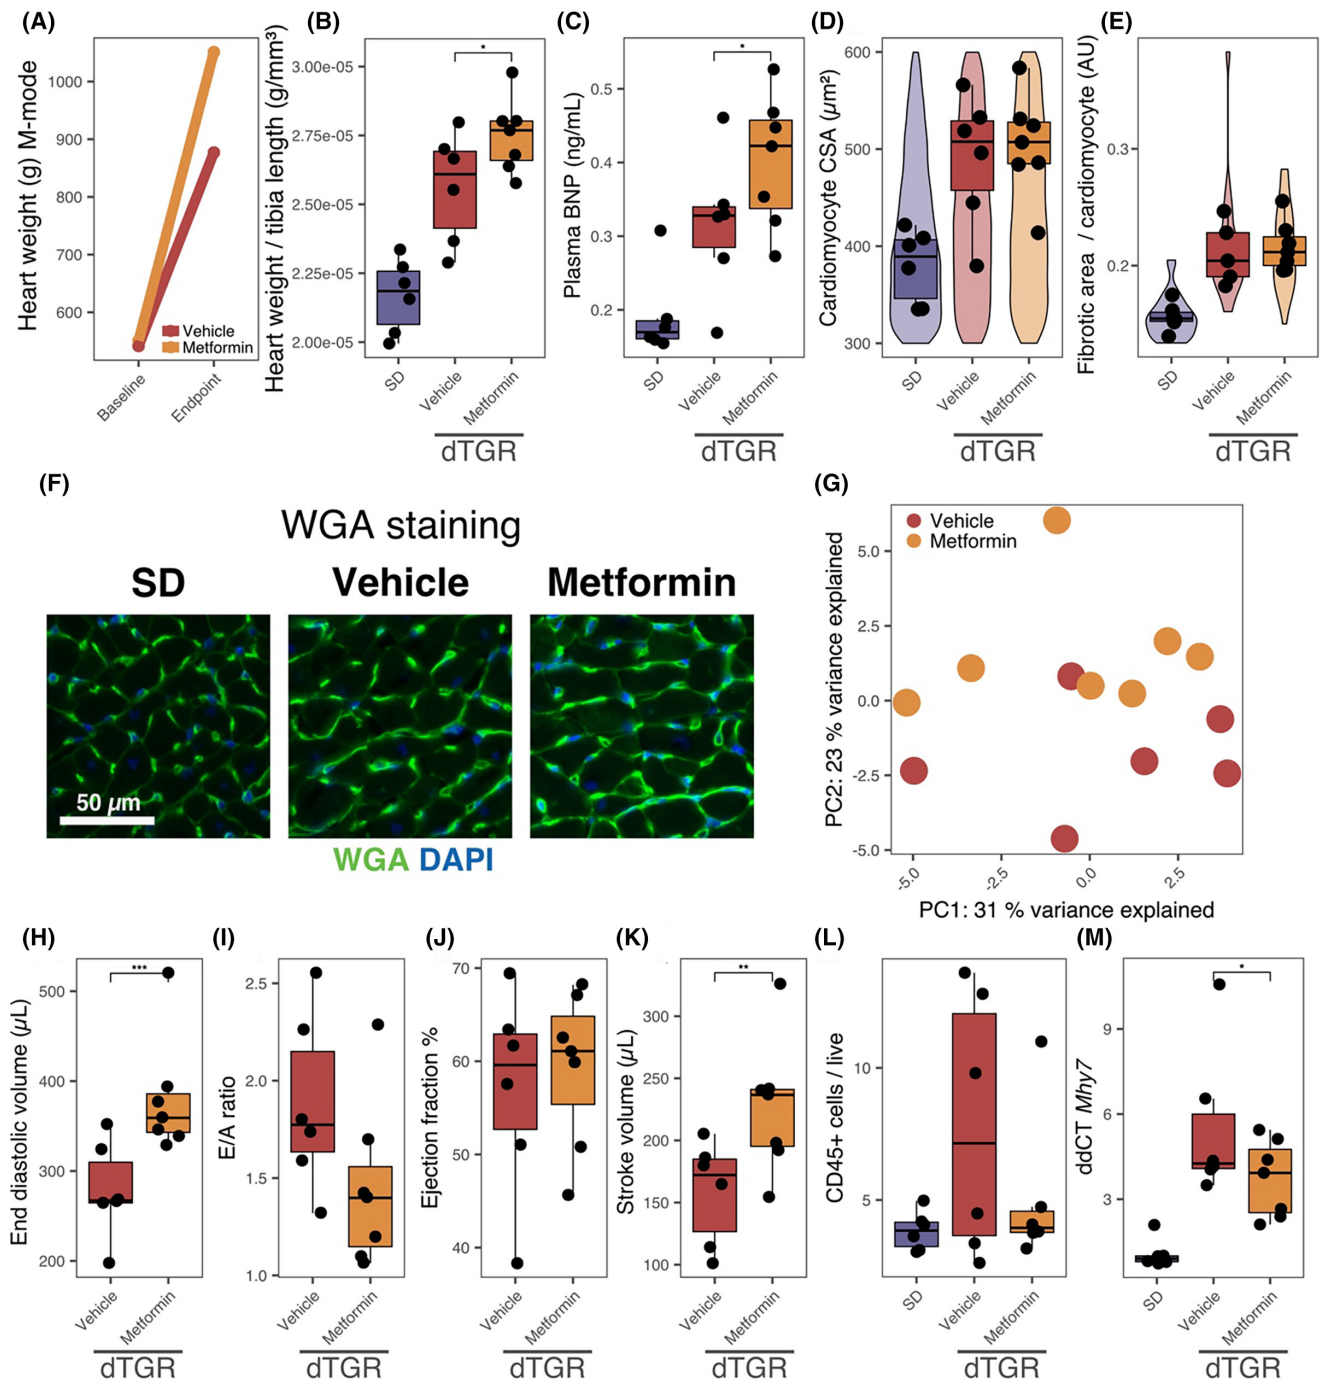 (A)
Heart weight (g) M-mode
1000
900
800
700
600
Vehicle
Metformin
Baseline
Endpoint
(B)
Heart weight / tibia length (g/mm³)
3.00e-05
2.75e-05
2.50e-05
2.25e-05
2.00e-05
*
SD
Vehicle
Metformin
dTGR
(C)
Plasma BNP (ng/mL)
0.5
0.4
0.3
0.2
*
SD
Vehicle
Metformin
dTGR
(D)
Cardiomyocyte CSA (µm²)
600
500
400
300
SD
Vehicle
Metformin
dTGR
(E)
Fibrotic area / cardiomyocyte (AU)
0.3
0.2
SD
Vehicle
Metformin
dTGR
(F)
WGA staining
SD
Vehicle
Metformin
50 µm
WGA DAPI
(G)
PC2: 23 % variance explained
5.0
2.5
0.0
-2.5
-5.0
Vehicle
Metformin
-5.0
-2.5
0.0
2.5
PC1: 31 % variance explained
(H)
End diastolic volume (µL)
500
400
300
200
***
Vehicle
Metformin
dTGR
(I)
E/A ratio
2.5
2.0
1.5
1.0
Vehicle
Metformin
dTGR
(J)
Ejection fraction %
70
60
50
40
Vehicle
Metformin
dTGR
(K)
Stroke volume (µL)
300
250
200
150
100
**
Vehicle
Metformin
dTGR
(L)
CD45+ cells / live
10
5
SD
Vehicle
Metformin
dTGR
(M)
ddCT Mhy7
9
6
3
*
SD
Vehicle
Metformin
dTGR